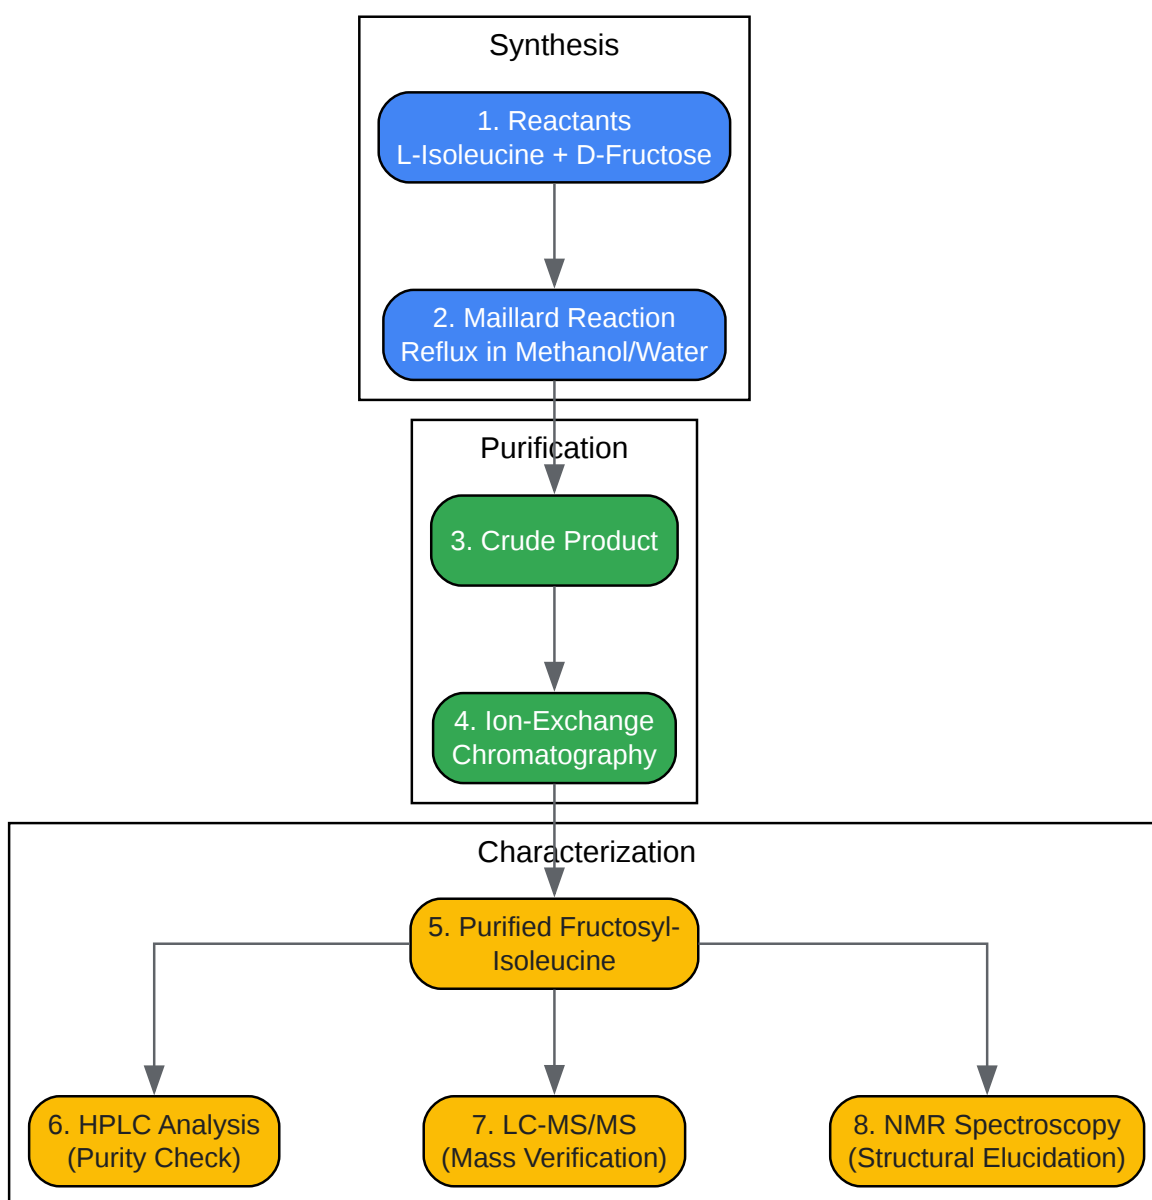 Synthesis
1. Reactants
L-Isoleucine + D-Fructose
2. Maillard Reaction
Reflux in Methanol/Water
Purification
3. Crude Product
4. Ion-Exchange
Chromatography
Characterization
5. Purified Fructosyl-
Isoleucine
6. HPLC Analysis
(Purity Check)
7. LC-MS/MS
(Mass Verification)
8. NMR Spectroscopy
(Structural Elucidation)